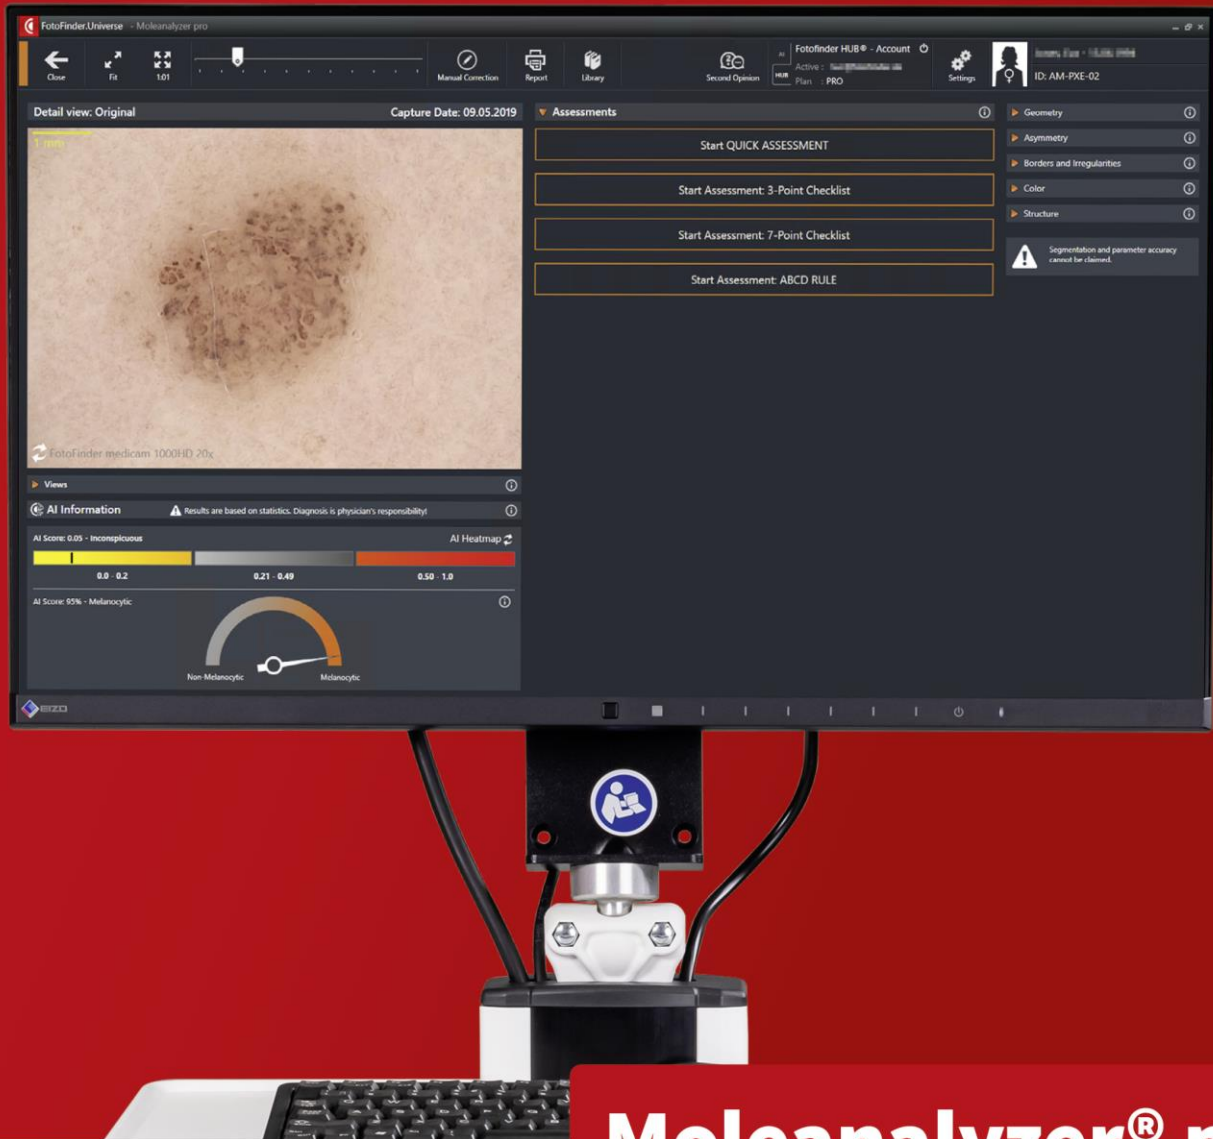 FotoFinder.Universe - Moleanalyzer pro
Close
Fit
1.01
Manual Correction
Report
Library
Second Opinion
AI
HUB
Fotofinder HUB® - Account
Active :
Plan : PRO
Settings
ID: AM-PXE-02
Detail view: Original
Capture Date: 09.05.2019
1 mm
FotoFinder medicam 1000HD 20x
Views
AI Information
Results are based on statistics. Diagnosis is physician's responsibility!
AI Score: 0.05 - Inconspicuous
AI Heatmap
0.0 - 0.2
0.21 - 0.49
0.50 - 1.0
AI Score: 95% - Melanocytic
Non-Melanocytic
Melanocytic
Assessments
Start QUICK ASSESSMENT
Start Assessment: 3-Point Checklist
Start Assessment: 7-Point Checklist
Start Assessment: ABCD RULE
Geometry
Asymmetry
Borders and Irregularities
Color
Structure
Segmentation and parameter accuracy
cannot be claimed.
EIZO
Moleanalyzer®